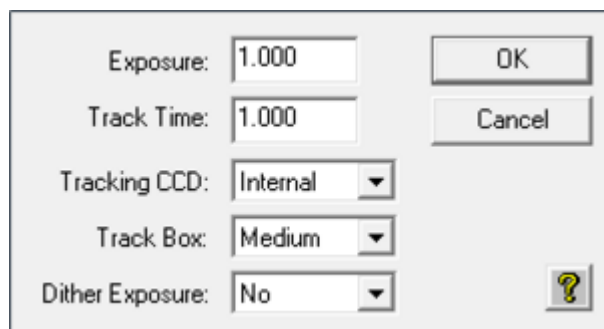 Exposure: 1.000 OK
Track Time: 1.000 Cancel
Tracking CCD: Internal
Track Box: Medium
Dither Exposure: No ?